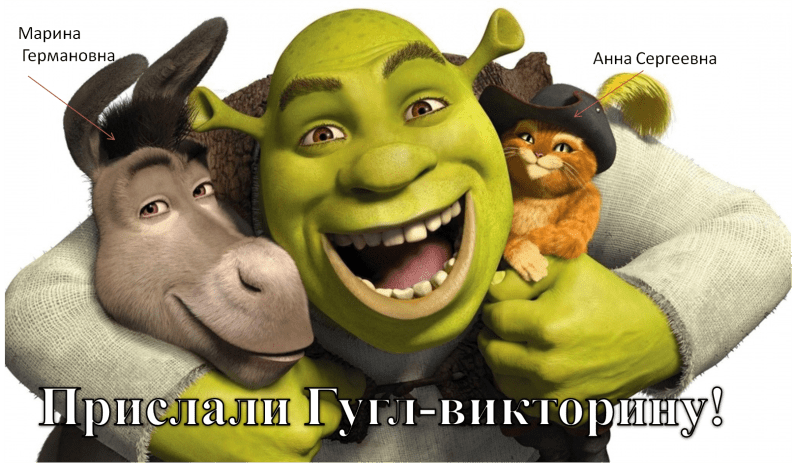 Марина
Германовна
Анна Сергеевна
Прислали Гугл-викторину!